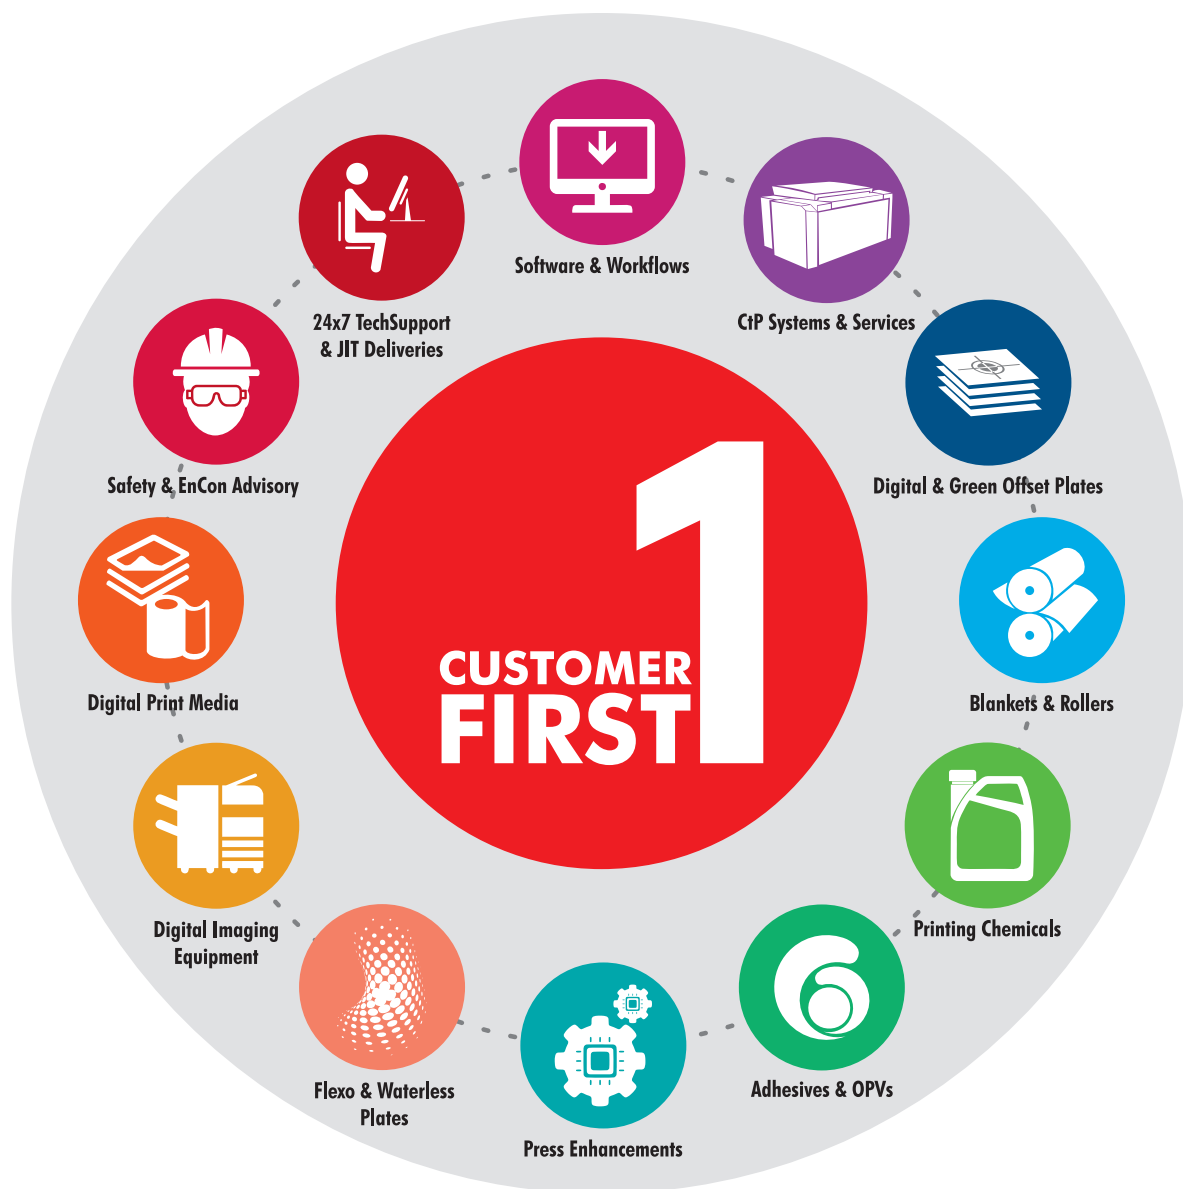 Software & Workflows
CtP Systems & Services
Digital & Green Offset Plates
Blankets & Rollers
Printing Chemicals
Adhesives & OPVs
Press Enhancements
Flexo & Waterless
Plates
Digital Imaging
Equipment
Digital Print Media
Safety & EnCon Advisory
24x7 TechSupport
& JIT Deliveries
CUSTOMER
FIRST
1